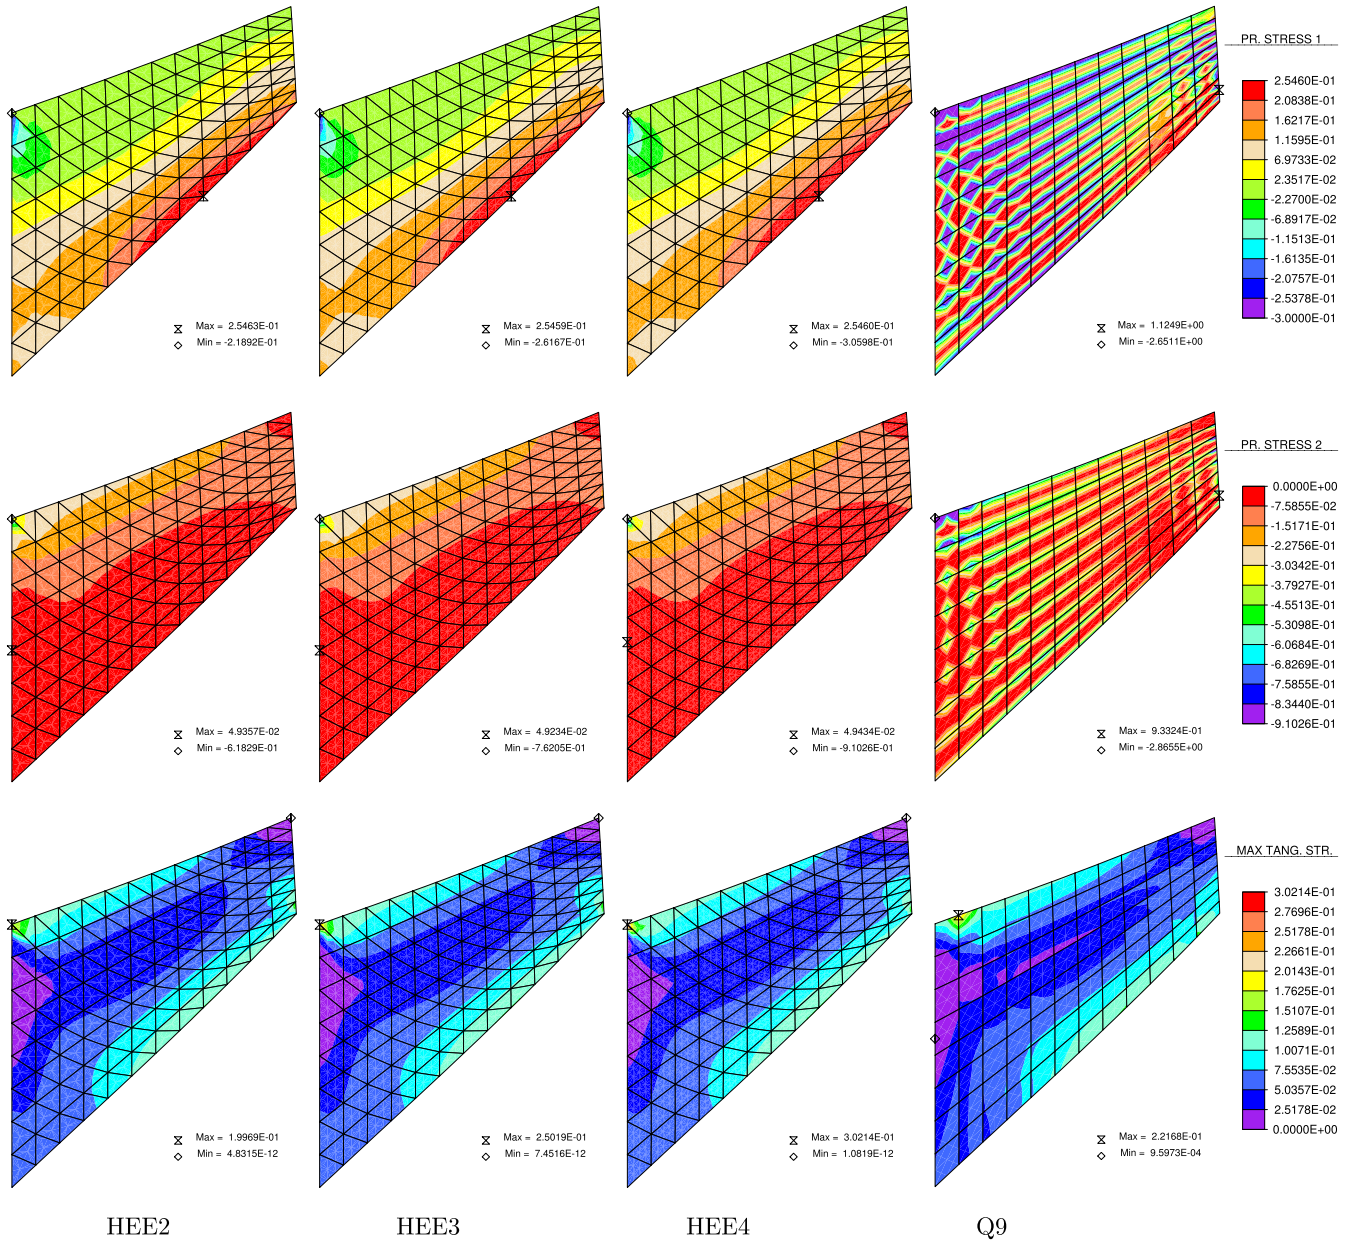 PR. STRESS 1
2.5460E-01
2.0838E-01
1.6217E-01
1.1595E-01
6.9733E-02
2.3517E-02
-2.2700E-02
-6.8917E-02
-1.1513E-01
-1.6135E-01
-2.0757E-01
-2.5378E-01
-3.0000E-01
Max = 2.5463E-01
Min = -2.1892E-01
Max = 2.5459E-01
Min = -2.6167E-01
Max = 2.5460E-01
Min = -3.0598E-01
Max = 1.1249E+00
Min = -2.6511E+00
PR. STRESS 2
0.0000E+00
-7.5855E-02
-1.5171E-01
-2.2756E-01
-3.0342E-01
-3.7927E-01
-4.5513E-01
-5.3098E-01
-6.0684E-01
-6.8269E-01
-7.5855E-01
-8.3440E-01
-9.1026E-01
Max = 4.9357E-02
Min = -6.1829E-01
Max = 4.9234E-02
Min = -7.6205E-01
Max = 4.9434E-02
Min = -9.1026E-01
Max = 9.3324E-01
Min = -2.8655E+00
MAX TANG. STR.
3.0214E-01
2.7696E-01
2.5178E-01
2.2661E-01
2.0143E-01
1.7625E-01
1.5107E-01
1.2589E-01
1.0071E-01
7.5535E-02
5.0357E-02
2.5178E-02
0.0000E+00
Max = 1.9969E-01
Min = 4.8315E-12
Max = 2.5019E-01
Min = 7.4516E-12
Max = 3.0214E-01
Min = 1.0819E-12
Max = 2.2168E-01
Min = 9.5973E-04
HEE2 HEE3 HEE4 Q9